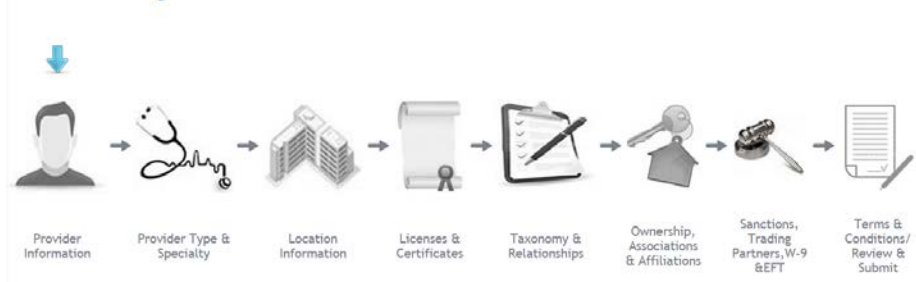 Provider
Information
Provider Type &
Specialty
Location
Information
Licenses &
Certificates
Taxonomy &
Relationships
Ownership,
Associations
& Affiliations
Sanctions,
Trading
Partners,W-9
&EFT
Terms &
Conditions/
Review &
Submit